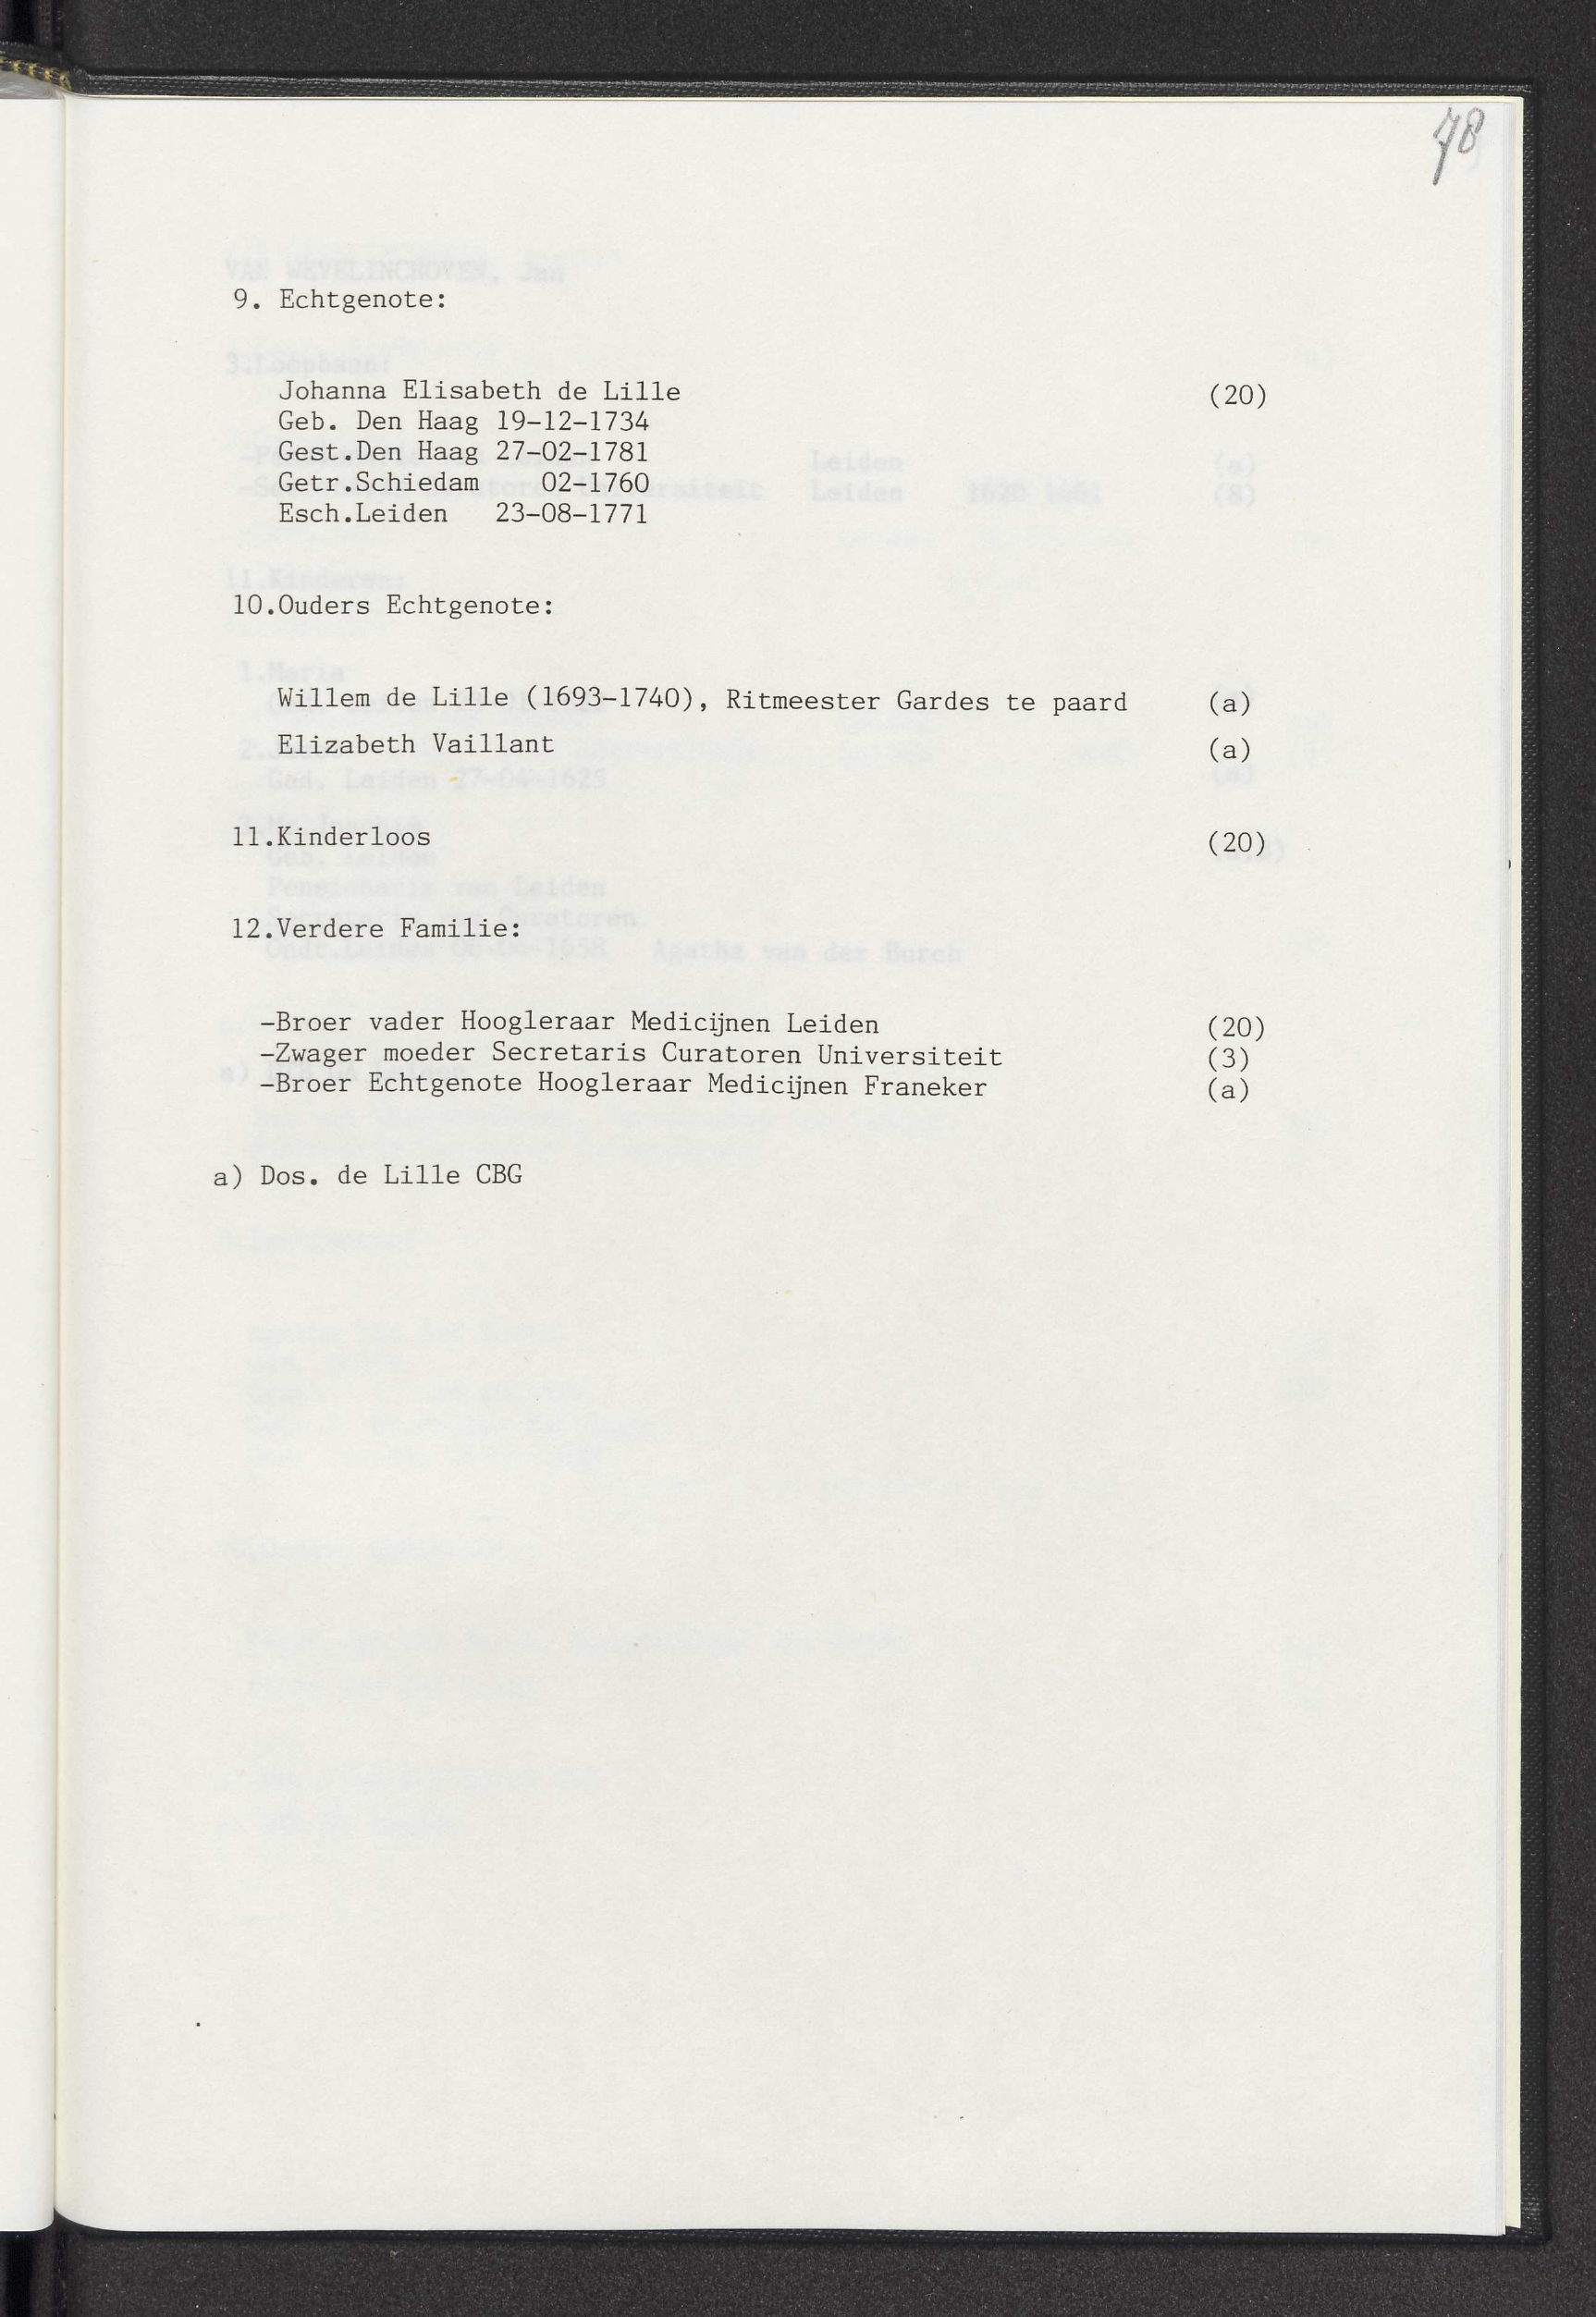 78
9. Echtgenote:
Johanna Elisabeth de Lille (20)
Geb. Den Haag 19-12-1734
Gest.Den Haag 27-02-1781
Getr.Schiedam 02-1760
Esch.Leiden 23-08-1771
10.Ouders Echtgenote:
Willem de Lille (1693-1740), Ritmeester Gardes te paard (a)
Elizabeth Vaillant (a)
11.Kinderloos (20)
12.Verdere Familie:
-Broer vader Hoogleraar Medicijnen Leiden (20)
-Zwager moeder Secretaris Curatoren Universiteit (3)
-Broer Echtgenote Hoogleraar Medicijnen Franeker (a)
a) Dos. de Lille CBG